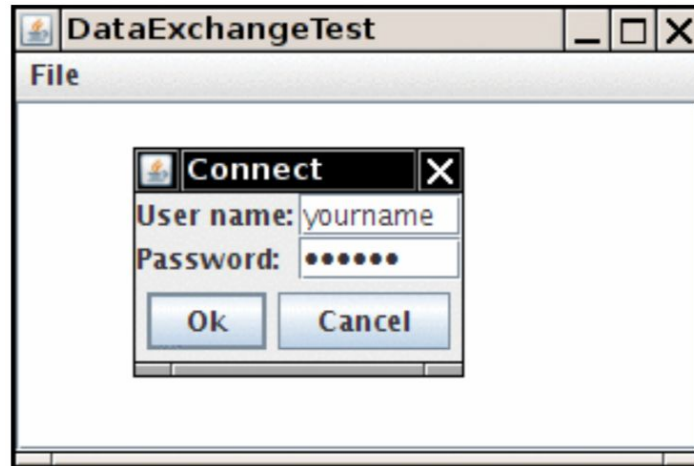 DataExchangeTest
File
Connect
User name: yourname
Password: ••••••
Ok Cancel